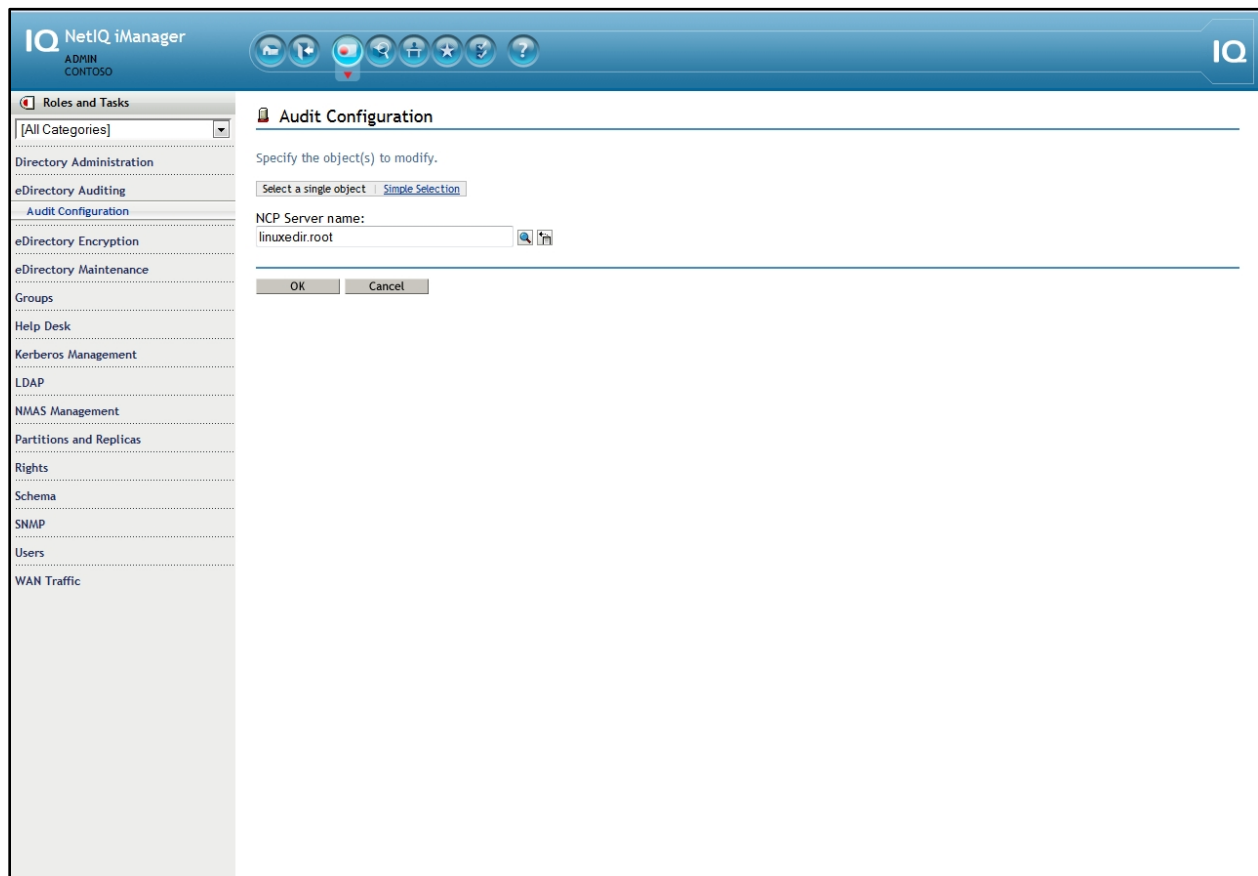 IQ NetIQ iManager
ADMIN
CONTOSO
?
IQ
Roles and Tasks
[All Categories]
Directory Administration
eDirectory Auditing
Audit Configuration
eDirectory Encryption
eDirectory Maintenance
Groups
Help Desk
Kerberos Management
LDAP
NMAS Management
Partitions and Replicas
Rights
Schema
SNMP
Users
WAN Traffic
Audit Configuration
Specify the object(s) to modify.
Select a single object | Simple Selection
NCP Server name:
linuxedir.root
OK Cancel